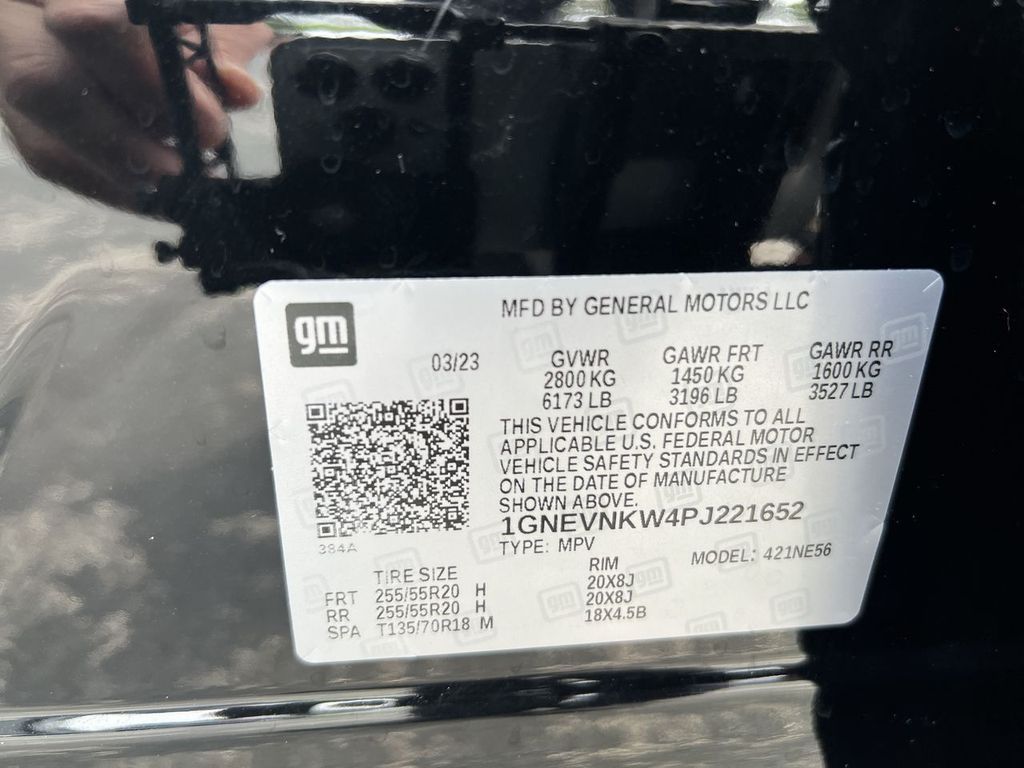 gm
MFD BY GENERAL MOTORS LLC
03/23
GVWR
2800 KG
6173 LB
GAWR FRT
1450 KG
3196 LB
GAWR RR
1600 KG
3527 LB
THIS VEHICLE CONFORMS TO ALL
APPLICABLE U.S. FEDERAL MOTOR
VEHICLE SAFETY STANDARDS IN EFFECT
ON THE DATE OF MANUFACTURE
SHOWN ABOVE.
1GNEVNKW4PJ221652
384A
TYPE: MPV
MODEL: 421NE56
TIRE SIZE
RIM
FRT 255/55R20 H 20X8J
RR 255/55R20 H 20X8J
SPA T135/70R18 M 18X4.5B